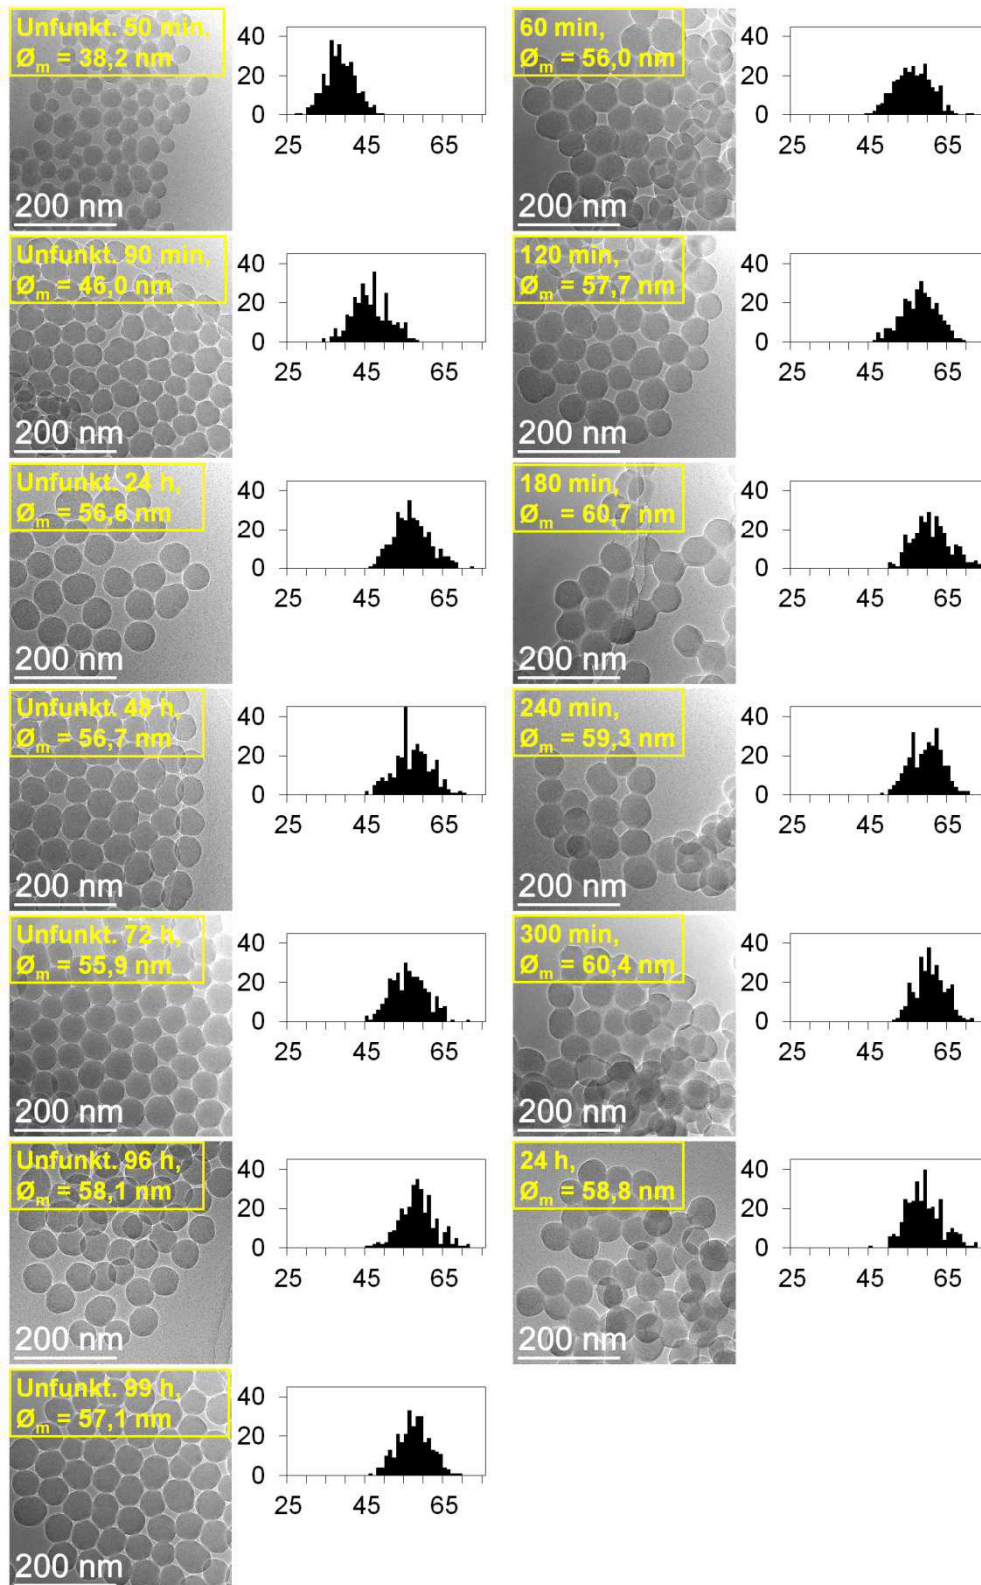 Unfunkt. 50 min,
Øm = 38,2 nm
200 nm
40
20
0
25 45 65
60 min,
Øm = 56,0 nm
200 nm
40
20
0
25 45 65
Unfunkt. 90 min,
Øm = 46,0 nm
200 nm
40
20
0
25 45 65
120 min,
Øm = 57,7 nm
200 nm
40
20
0
25 45 65
Unfunkt. 24 h,
Øm = 56,6 nm
200 nm
40
20
0
25 45 65
180 min,
Øm = 60,7 nm
200 nm
40
20
0
25 45 65
Unfunkt. 48 h,
Øm = 56,7 nm
200 nm
40
20
0
25 45 65
240 min,
Øm = 59,3 nm
200 nm
40
20
0
25 45 65
Unfunkt. 72 h,
Øm = 55,9 nm
200 nm
40
20
0
25 45 65
300 min,
Øm = 60,4 nm
200 nm
40
20
0
25 45 65
Unfunkt. 96 h,
Øm = 58,1 nm
200 nm
40
20
0
25 45 65
24 h,
Øm = 58,8 nm
200 nm
40
20
0
25 45 65
Unfunkt. 99 h,
Øm = 57,1 nm
200 nm
40
20
0
25 45 65